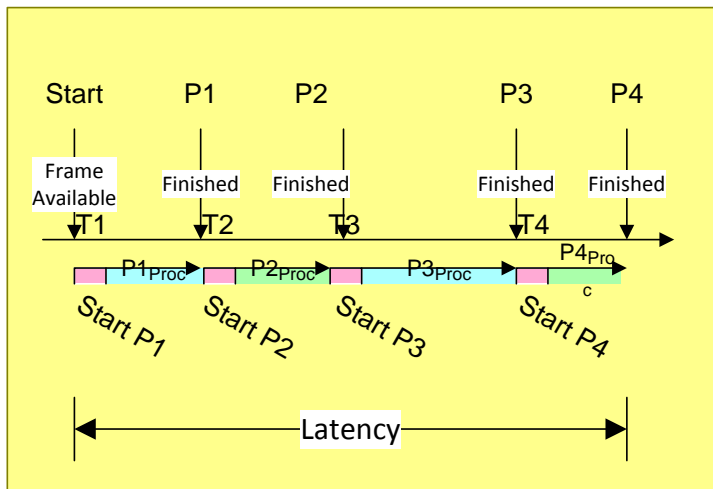 Start P1 P2 P3 P4
Frame
Available
Finished Finished Finished Finished
T1 T2 T3 T4
P1Proc P2Proc P3Proc P4Pro
c
Start P1 Start P2 Start P3 Start P4
Latency